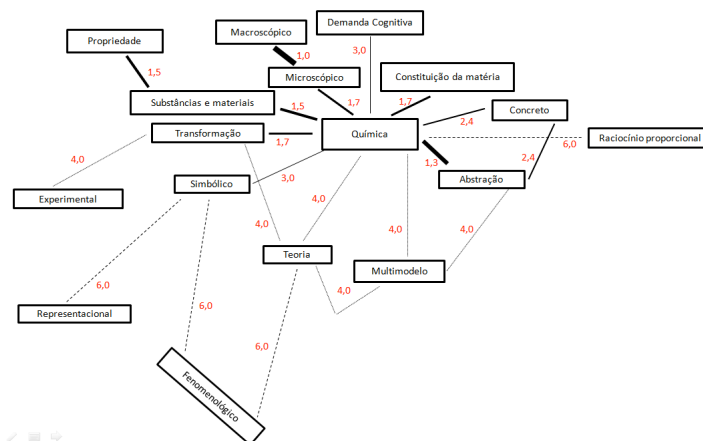 Demanda Cognitiva
Macroscópico
Propriedade
3,0
1,0
Microscópico
Constituição da matéria
1,5
Substâncias e materiais
1,5
1,7
1,7
2,4
Concreto
Transformação
1,7
Química
6,0
Raciocínio proporcional
4,0
1,3
2,4
Simbólico
3,0
Abstração
Experimental
4,0
4,0
4,0
4,0
Teoria
Multimodelo
6,0
4,0
Representacional
6,0
6,0
Fenomenológico